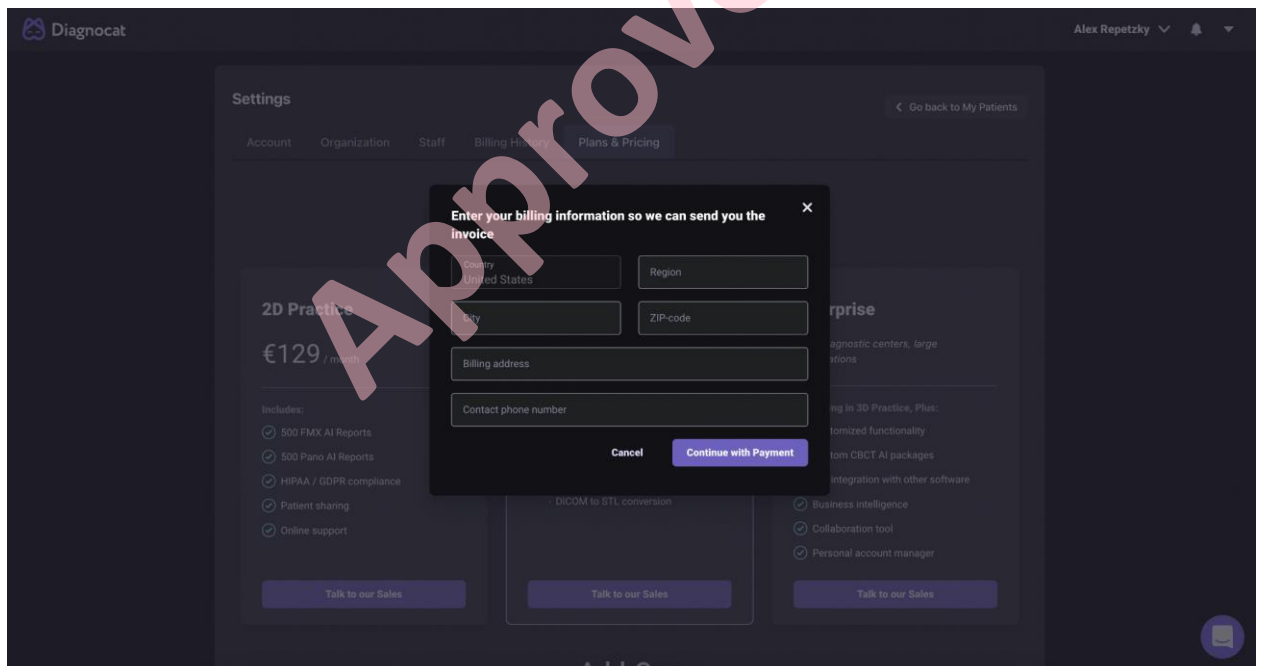 Diagnocat
Alex Repetzky
Settings
Go back to My Patients
Account Organization Staff Billing History Plans & Pricing
Enter your billing information so we can send you the
invoice
Country
United States
Region
City
ZIP-code
Billing address
Contact phone number
Cancel
Continue with Payment
2D Practice
€129 / month
Includes:
500 FMX AI Reports
500 Pano AI Reports
HIPAA / GDPR compliance
Patient sharing
Online support
Talk to our Sales
- DICOM to STL conversion
Talk to our Sales
rprise
agnostic centers, large
ations
ng in 3D Practice, Plus:
tomized functionality
tom CBCT AI packages
integration with other software
Business intelligence
Collaboration tool
Personal account manager
Talk to our Sales
Approv